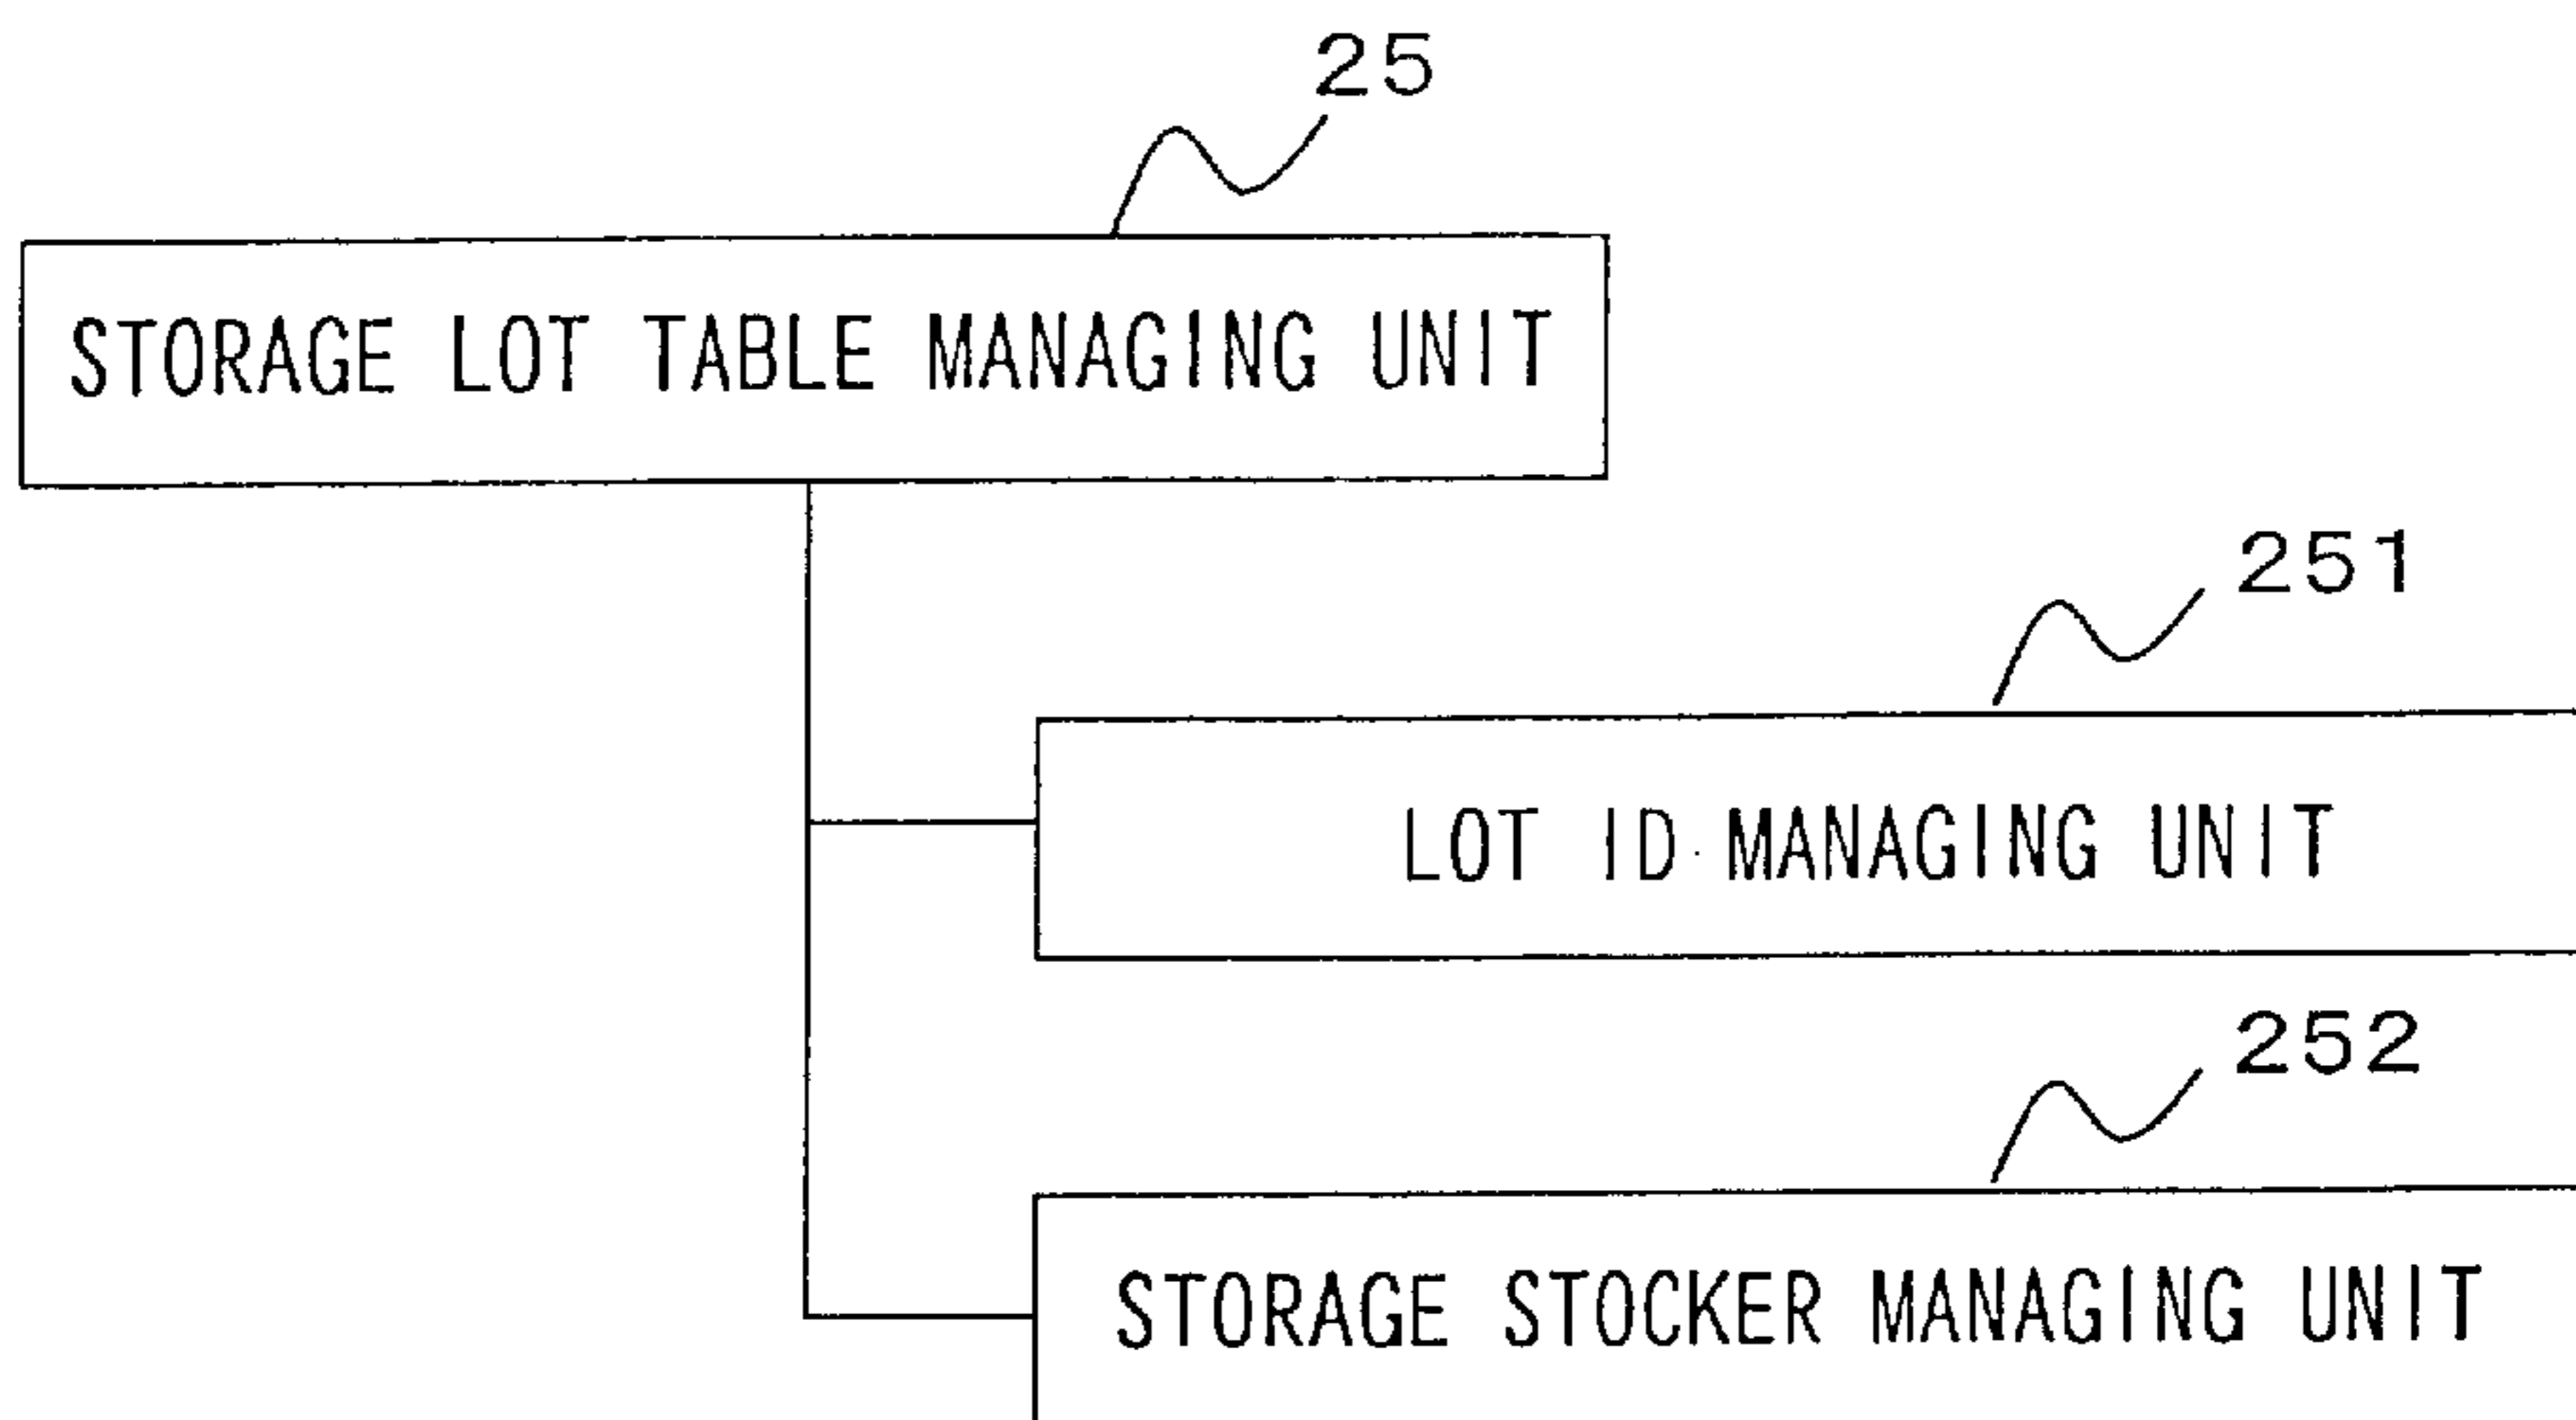 25
STORAGE LOT TABLE MANAGING UNIT
251
LOT ID MANAGING UNIT
252
STORAGE STOCKER MANAGING UNIT